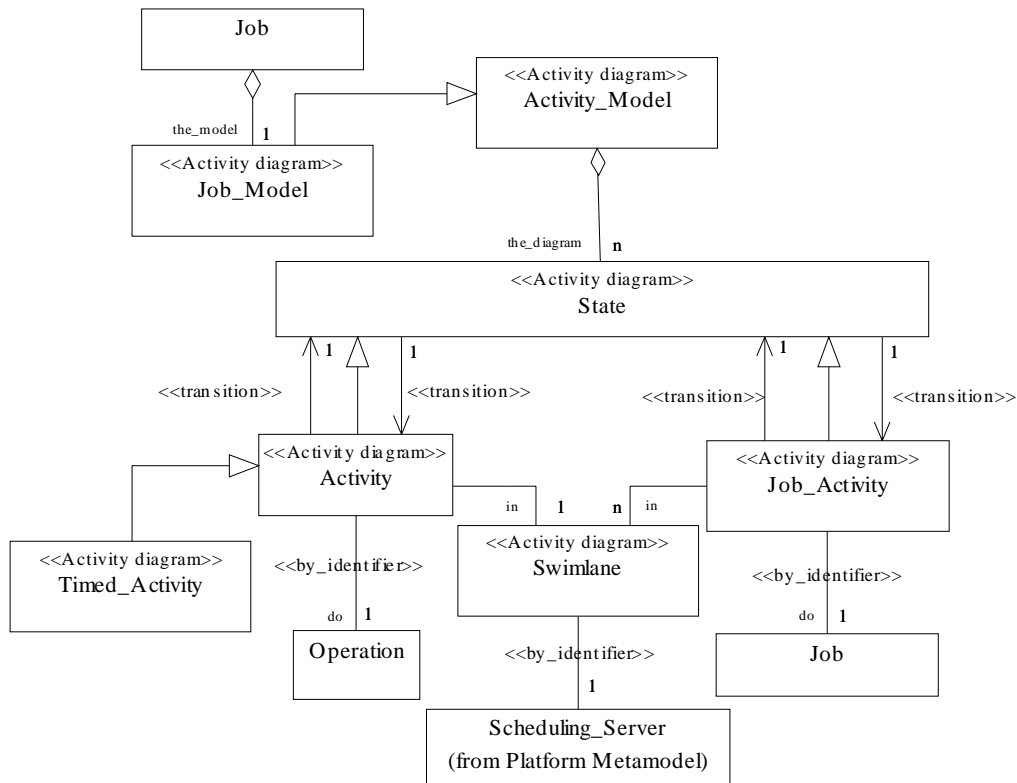 Job
<<Activity diagram>>
Activity_Model
the_model
1
<<Activity diagram>>
Job_Model
the_diagram
n
<<Activity diagram>>
State
1
1
1
1
<<transition>>
<<transition>>
<<transition>>
<<transition>>
<<Activity diagram>>
Activity
<<Activity diagram>>
Job_Activity
in
1
n
in
<<Activity diagram>>
Timed_Activity
<<by_identifier>>
<<Activity diagram>>
Swimlane
<<by_identifier>>
do
1
do
1
Operation
<<by_identifier>>
Job
1
Scheduling_Server
(from Platform Metamodel)